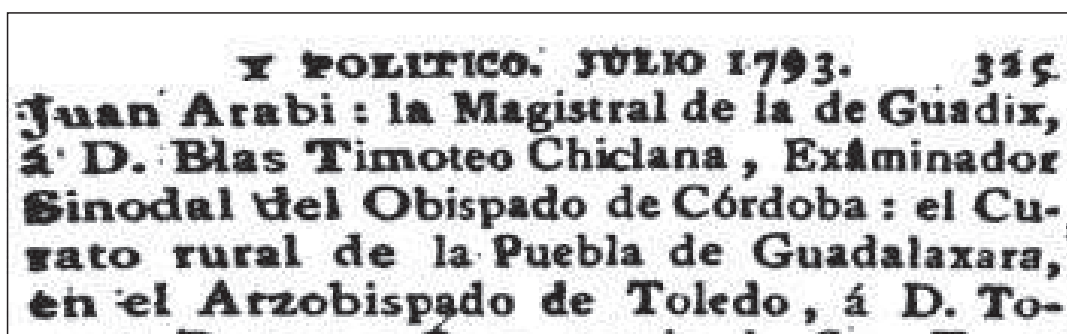 Y POLITICO. JULIO 1793. 325
Juan Arabi : la Magistral de la de Guadix,
á D. Blas Timoteo Chiclana, Examinador
Sinodal del Obispado de Córdoba : el Cu-
rato rural de la Puebla de Guadalaxara,
en el Arzobispado de Toledo, á D. To-